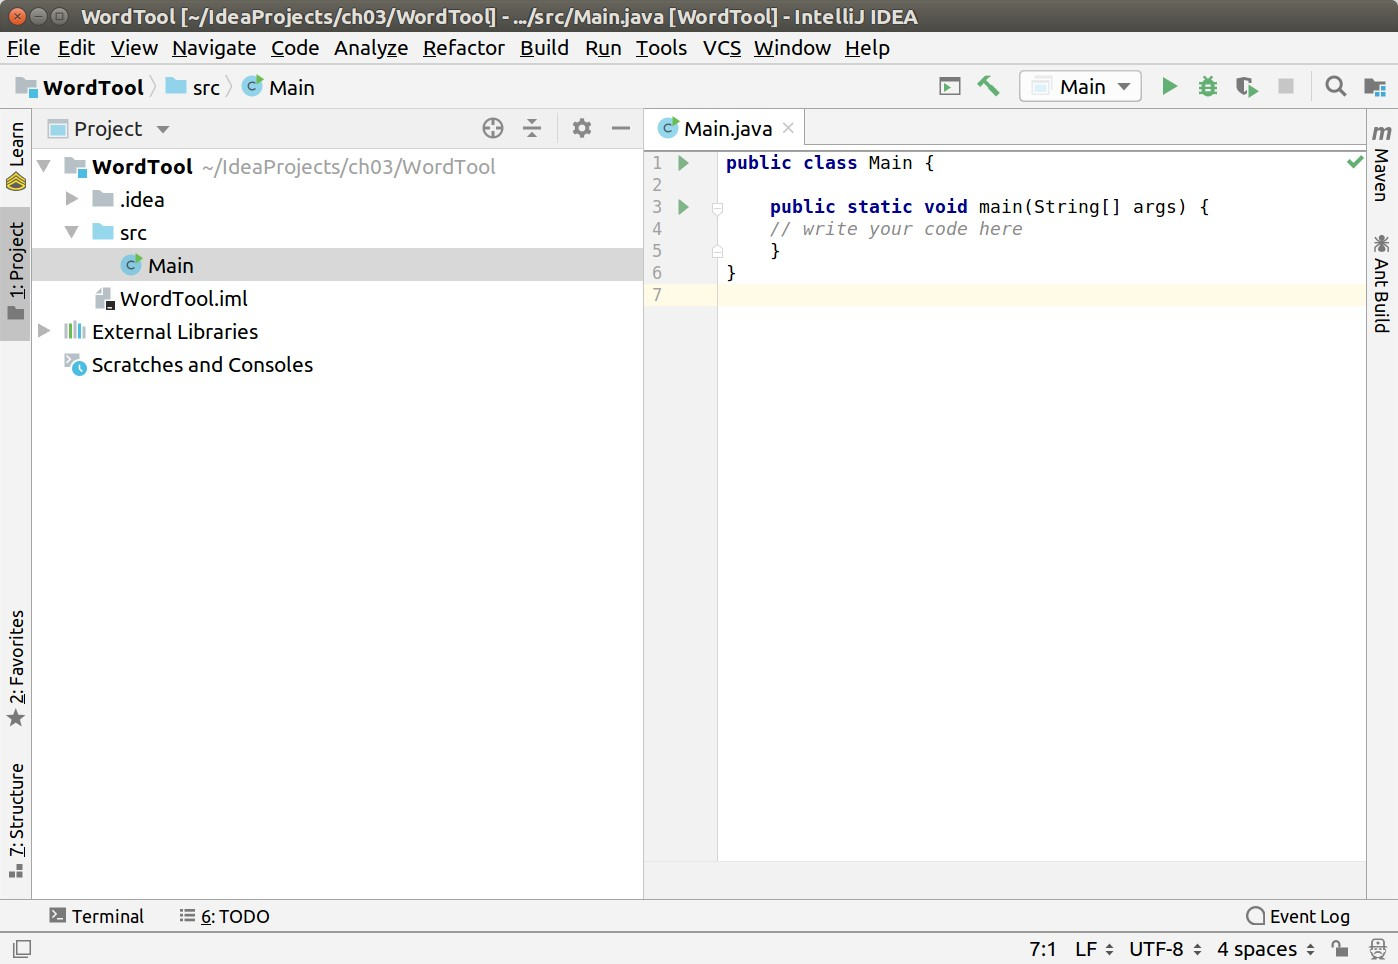 WordTool [~/IdeaProjects/ch03/WordTool] - .../src/Main.java [WordTool] - IntelliJ IDEA
File Edit View Navigate Code Analyze Refactor Build Run Tools VCS Window Help
WordTool src Main Main
Learn
1: Project
2: Favorites
7: Structure
Project
WordTool ~/IdeaProjects/ch03/WordTool
.idea
src
Main
WordTool.iml
External Libraries
Scratches and Consoles
Main.java
1 public class Main {
2
3 public static void main(String[] args) {
4 // write your code here
5 }
6 }
7
m Maven
Ant Build
Terminal 6: TODO Event Log
7:1 LF UTF-8 4 spaces